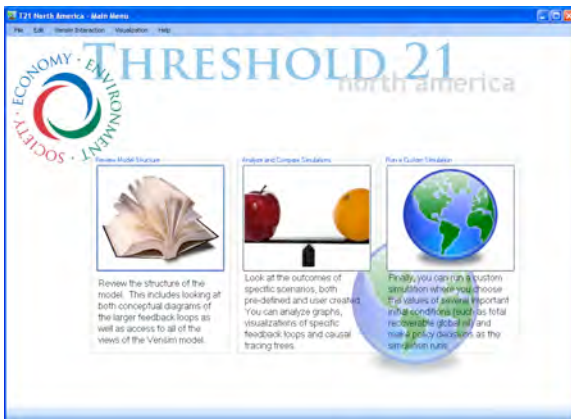 T21 North America - Main Menu
File Edit Vensim Interaction Visualization Help
THRESHOLD 21
north america
ECONOMY · ENVIRONMENT · SOCIETY ·
Review Model Structure
Analyze and Compare Simulations
Run a Custom Simulation
Review the structure of the
model. This includes looking at
both conceptual diagrams of
the larger feedback loops as
well as access to all of the
views of the Vensim model.
Look at the outcomes of
specific scenarios, both
pre-defined and user created.
You can analyze graphs,
visualizations of specific
feedback loops and causal
tracing trees.
Finally, you can run a custom
simulation where you choose
the values of several important
initial conditions (such as total
recoverable global oil) and
make policy decisions as the
simulation runs.